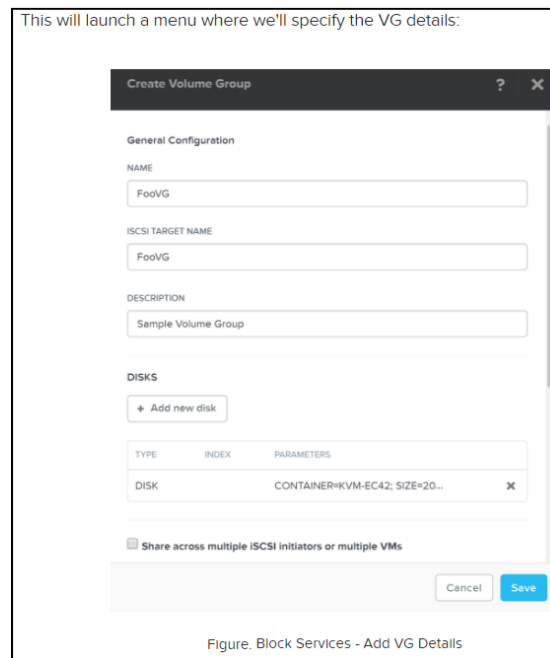 This will launch a menu where we'll specify the VG details:
Create Volume Group ? ×
General Configuration
NAME
FooVG
ISCSI TARGET NAME
FooVG
DESCRIPTION
Sample Volume Group
DISKS
+ Add new disk
TYPE INDEX PARAMETERS
DISK CONTAINER=KVM-EC42; SIZE=20... ×
Share across multiple iSCSI initiators or multiple VMs
Cancel Save
Figure. Block Services - Add VG Details